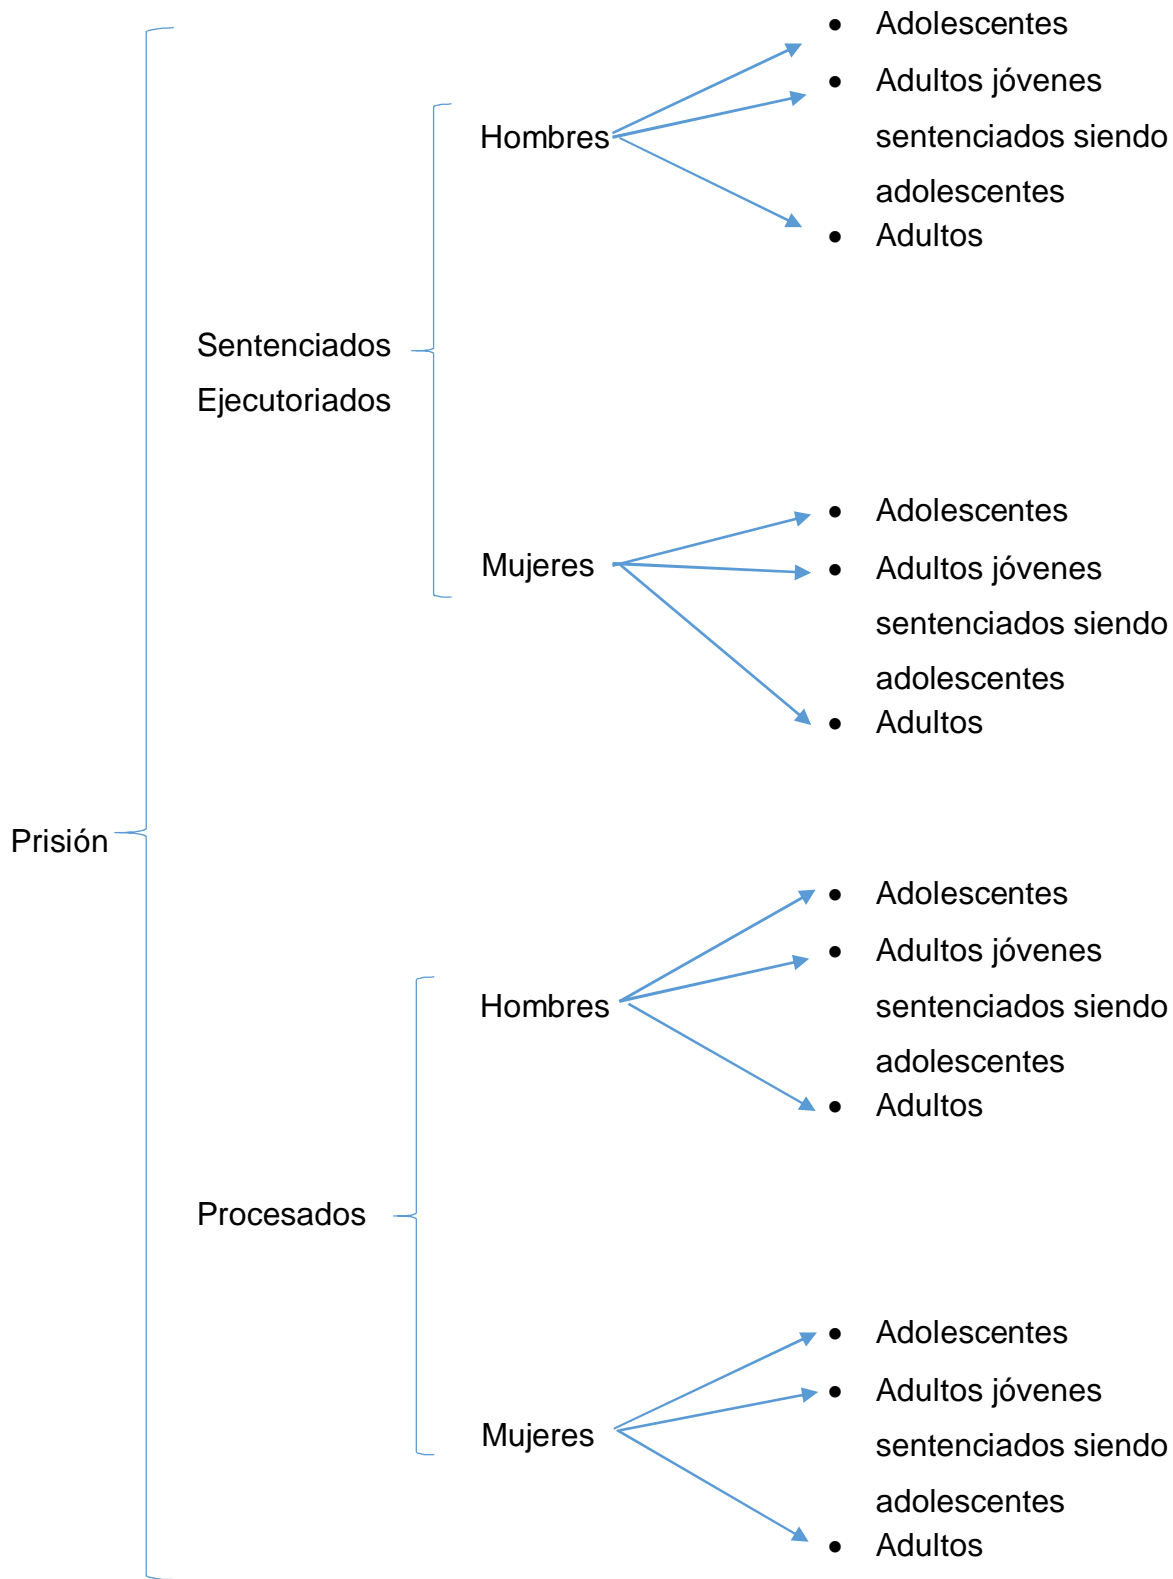 Prisión
Sentenciados
Ejecutoriados
Hombres
• Adolescentes
• Adultos jóvenes
sentenciados siendo
adolescentes
• Adultos
Mujeres
• Adolescentes
• Adultos jóvenes
sentenciados siendo
adolescentes
• Adultos
Procesados
Hombres
• Adolescentes
• Adultos jóvenes
sentenciados siendo
adolescentes
• Adultos
Mujeres
• Adolescentes
• Adultos jóvenes
sentenciados siendo
adolescentes
• Adultos